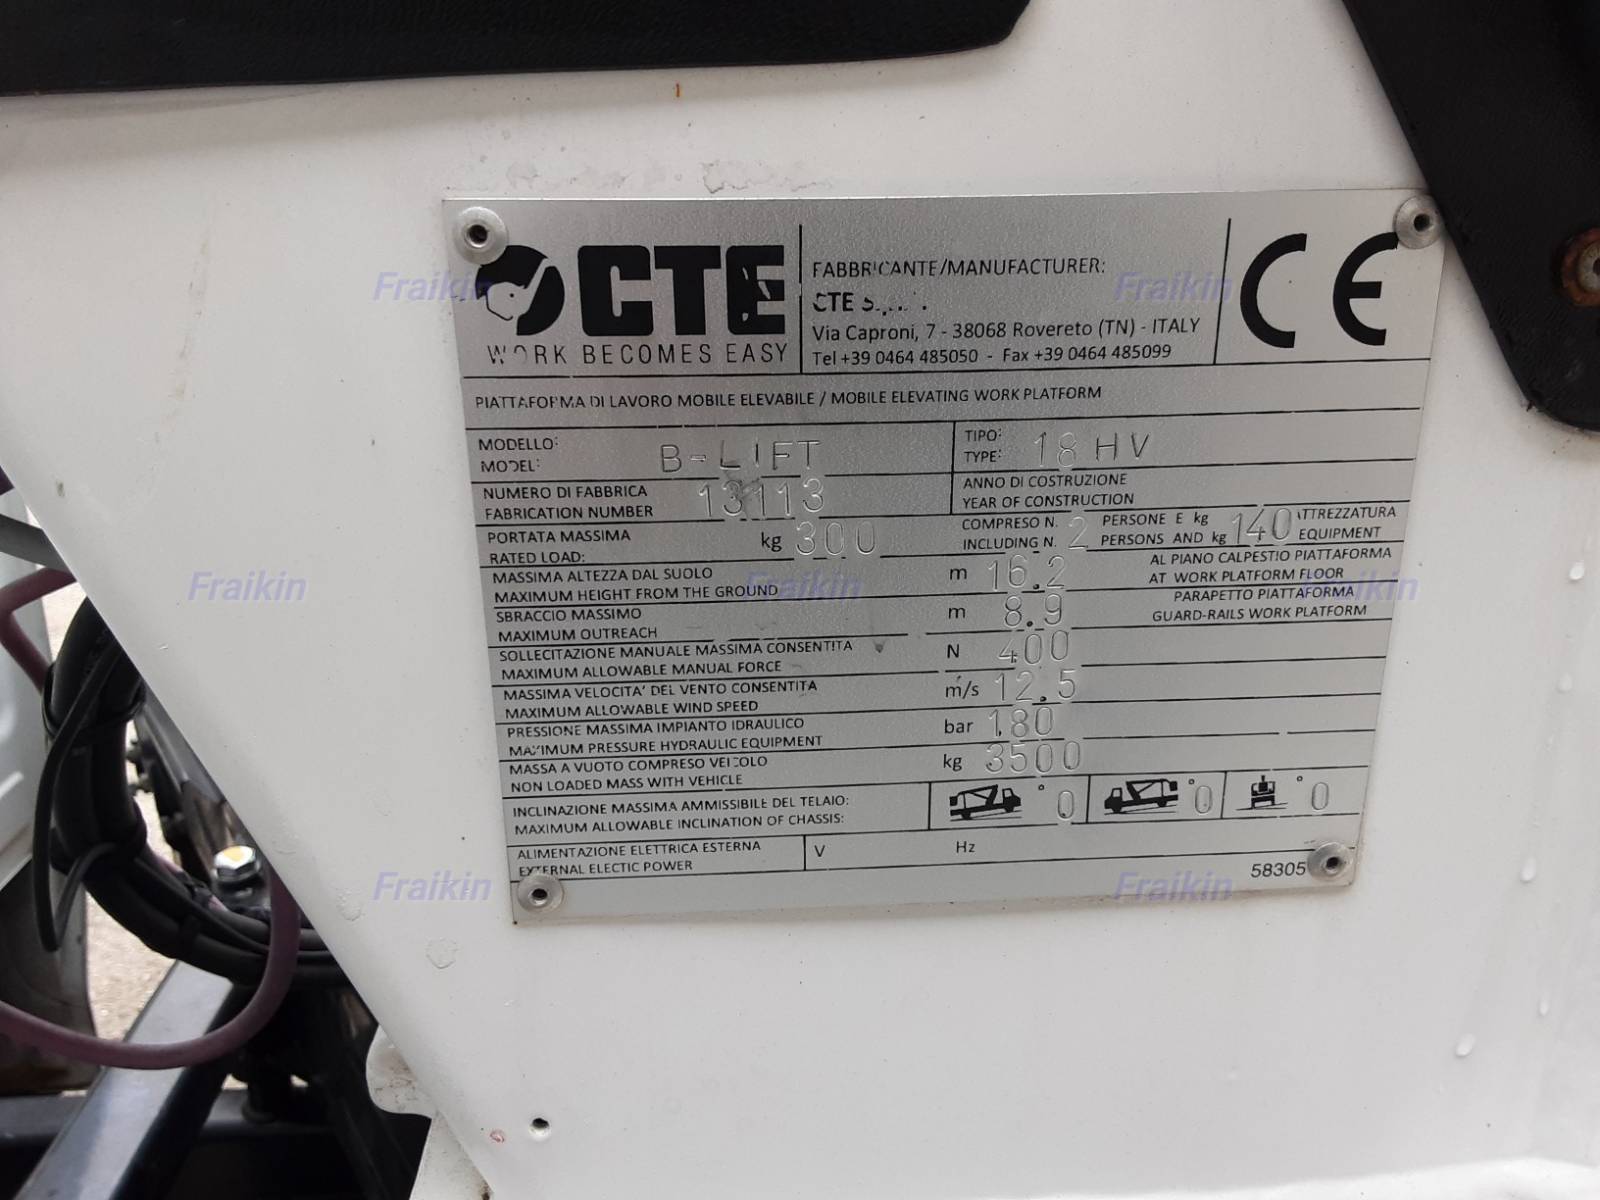 CTE
WORK BECOMES EASY
FABBRICANTE/MANUFACTURER:
CTE
Via Caproni, 7 - 38068 Rovereto (TN) - ITALY
Tel +39 0464 485050 - Fax +39 0464 485099
CE
PIATTAFORMA DI LAVORO MOBILE ELEVABILE / MOBILE ELEVATING WORK PLATFORM
MODELLO:
MODEL:
B-LIFT
TIPO:
TYPE:
18 HV
NUMERO DI FABBRICA
FABRICATION NUMBER
13113
ANNO DI COSTRUZIONE
YEAR OF CONSTRUCTION
PORTATA MASSIMA
RATED LOAD:
kg 300
COMPRESO N.
INCLUDING N.
2
PERSONE E kg
PERSONS AND kg
140
ATTREZZATURA
EQUIPMENT
MASSIMA ALTEZZA DAL SUOLO
MAXIMUM HEIGHT FROM THE GROUND
m 16.2
AL PIANO CALPESTIO PIATTAFORMA
AT WORK PLATFORM FLOOR
SBRACCIO MASSIMO
MAXIMUM OUTREACH
m 8.9
PARAPETTO PIATTAFORMA
GUARD-RAILS WORK PLATFORM
SOLLECITAZIONE MANUALE MASSIMA CONSENTITA
MAXIMUM ALLOWABLE MANUAL FORCE
N 400
MASSIMA VELOCITA' DEL VENTO CONSENTITA
MAXIMUM ALLOWABLE WIND SPEED
m/s 12.5
PRESSIONE MASSIMA IMPIANTO IDRAULICO
MAXIMUM PRESSURE HYDRAULIC EQUIPMENT
bar 180
MASSA A VUOTO COMPRESO VEICOLO
NON LOADED MASS WITH VEHICLE
kg 3500
INCLINAZIONE MASSIMA AMMISSIBILE DEL TELAIO:
MAXIMUM ALLOWABLE INCLINATION OF CHASSIS:
° 0
° 0
° 0
ALIMENTAZIONE ELETTRICA ESTERNA
EXTERNAL ELECTIC POWER
V
Hz
58305
Fraikin
Fraikin
Fraikin
Fraikin
Fraikin
Fraikin
Fraikin